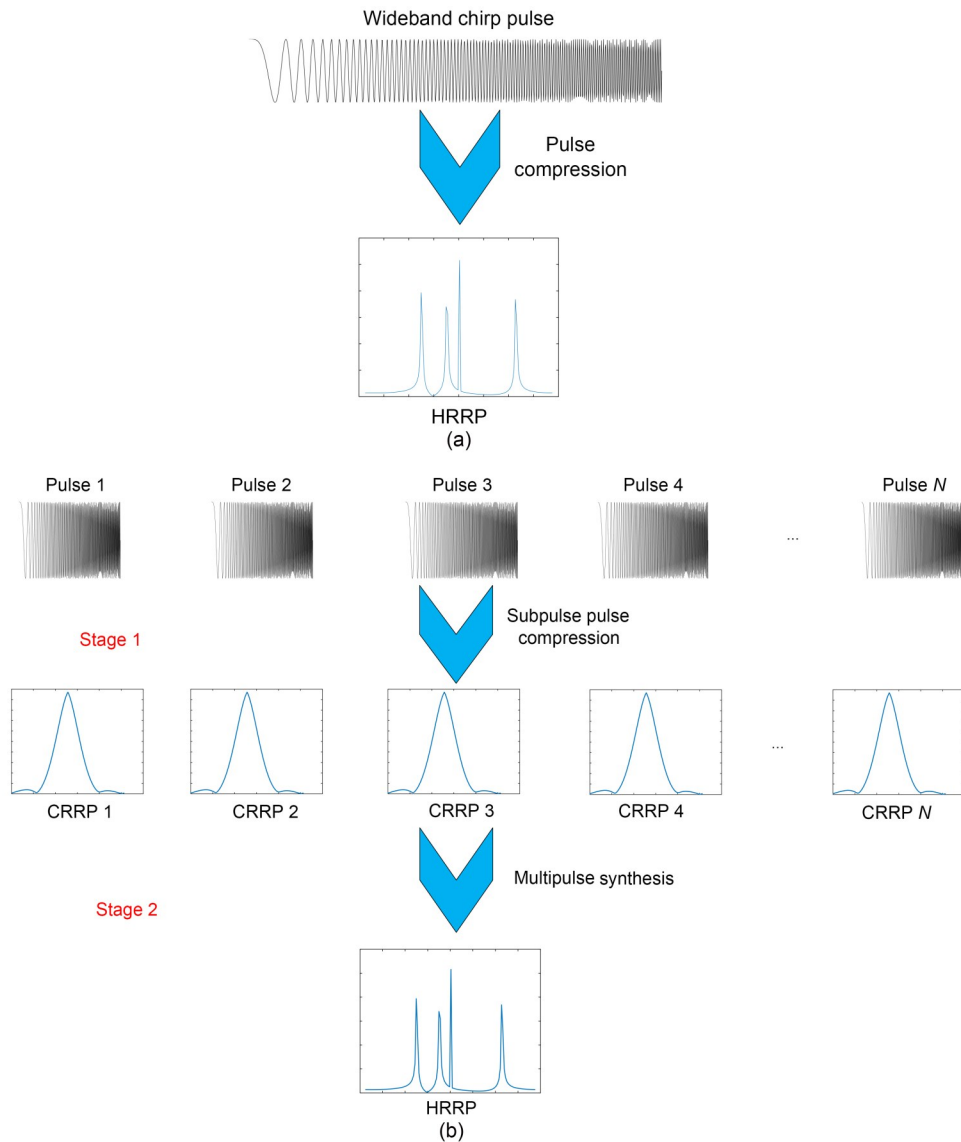 Wideband chirp pulse
Pulse
compression
HRRP
(a)
Pulse 1 Pulse 2 Pulse 3 Pulse 4 Pulse N
...
Subpulse pulse
compression
Stage 1
...
CRRP 1 CRRP 2 CRRP 3 CRRP 4 CRRP N
Multipulse synthesis
Stage 2
HRRP
(b)